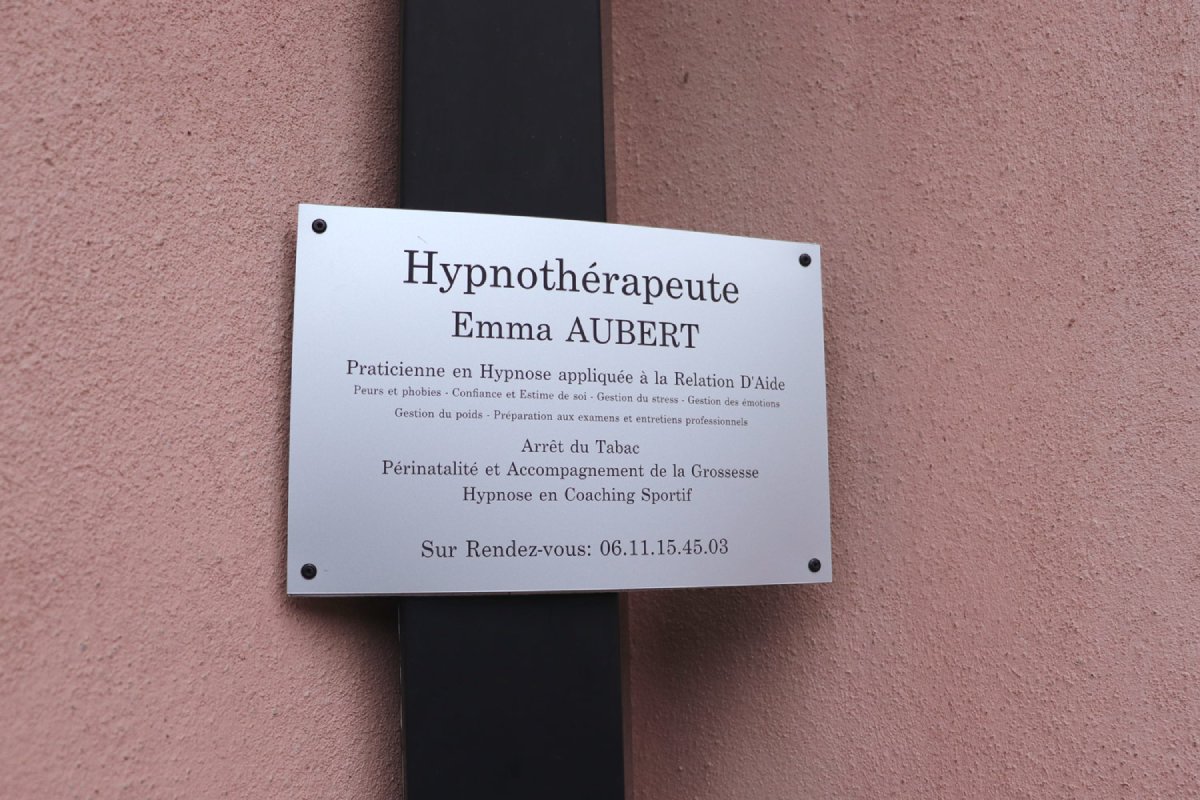 Hypnothérapeute
Emma AUBERT
Praticienne en Hypnose appliquée à la Relation D'Aide
Peurs et phobies - Confiance et Estime de soi - Gestion du stress - Gestion des émotions
Gestion du poids - Préparation aux examens et entretiens professionnels
Arrêt du Tabac
Périnatalité et Accompagnement de la Grossesse
Hypnose en Coaching Sportif
Sur Rendez-vous: 06.11.15.45.03